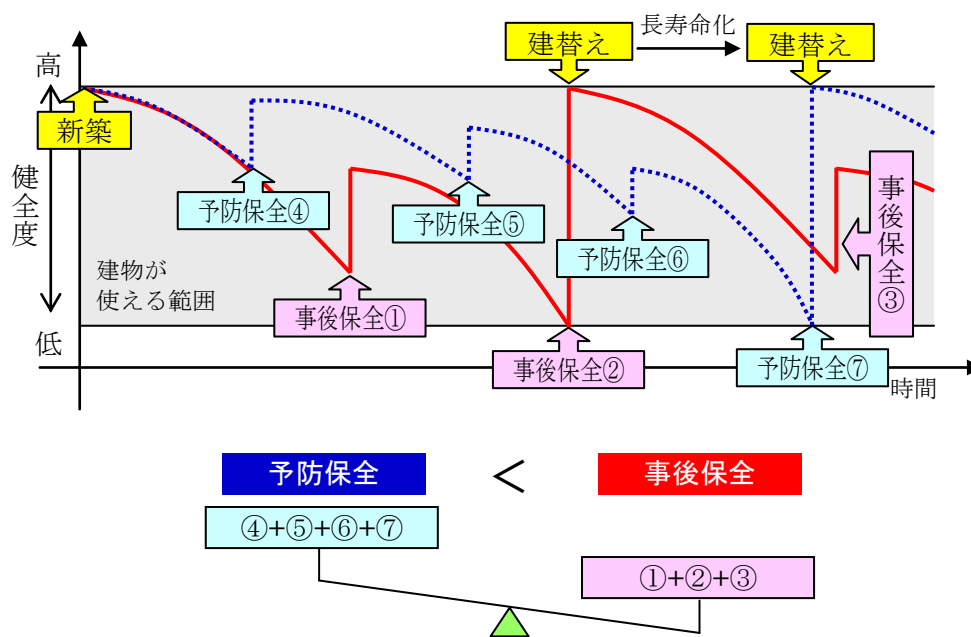 建替え
長寿命化
建替え
高
新築
健全度
予防保全④
予防保全⑤
予防保全⑥
事後保全③
建物が
使える範囲
事後保全①
低
事後保全②
予防保全⑦
時間
予防保全
<
事後保全
④+⑤+⑥+⑦
①+②+③